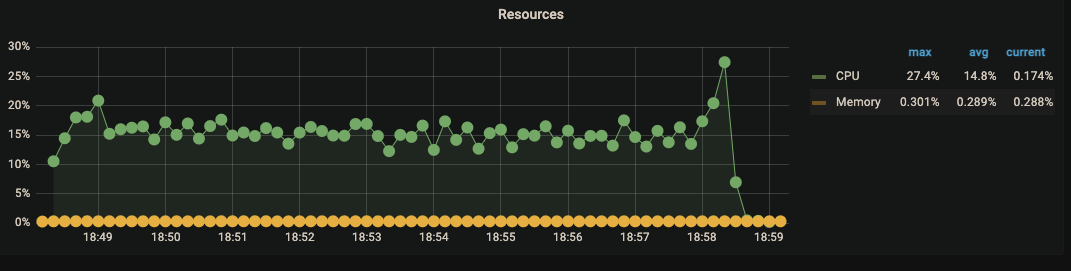 Resources
30%
25%
20%
15%
10%
5%
0%
18:49 18:50 18:51 18:52 18:53 18:54 18:55 18:56 18:57 18:58 18:59
max avg current
CPU 27.4% 14.8% 0.174%
Memory 0.301% 0.289% 0.288%